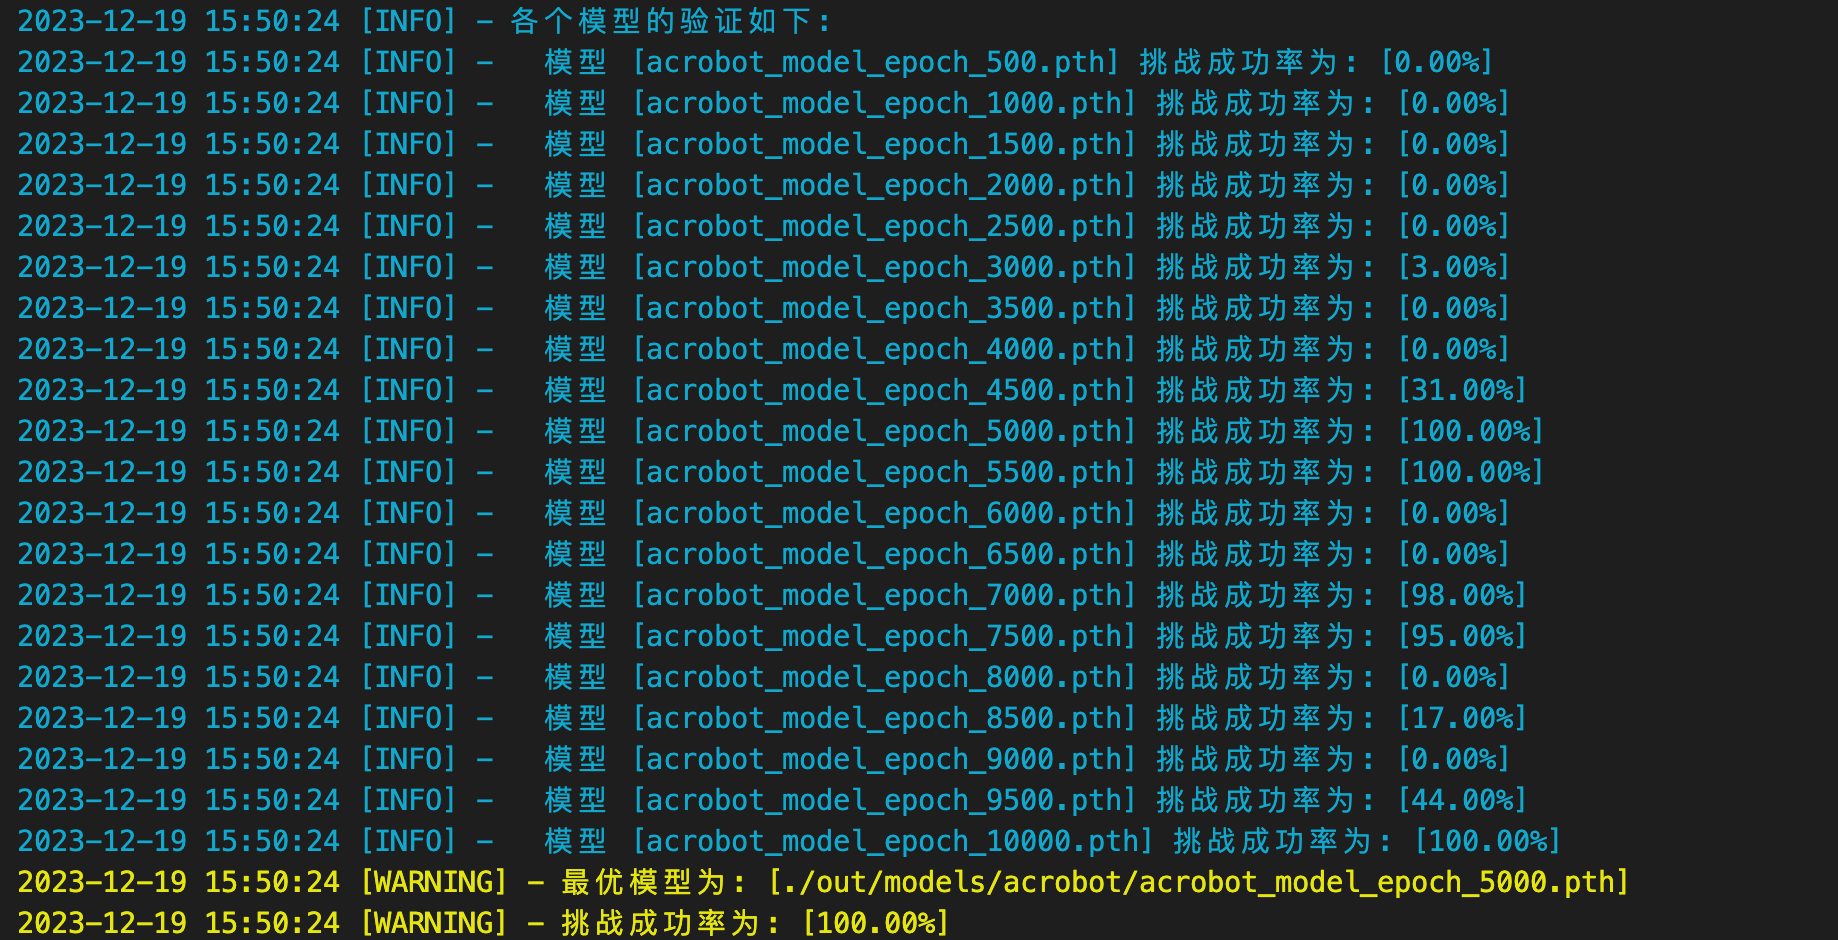 2023-12-19 15:50:24 [INFO] - 各个模型的验证如下:
2023-12-19 15:50:24 [INFO] -   模型 [acrobot_model_epoch_500.pth] 挑战成功率为: [0.00%]
2023-12-19 15:50:24 [INFO] -   模型 [acrobot_model_epoch_1000.pth] 挑战成功率为: [0.00%]
2023-12-19 15:50:24 [INFO] -   模型 [acrobot_model_epoch_1500.pth] 挑战成功率为: [0.00%]
2023-12-19 15:50:24 [INFO] -   模型 [acrobot_model_epoch_2000.pth] 挑战成功率为: [0.00%]
2023-12-19 15:50:24 [INFO] -   模型 [acrobot_model_epoch_2500.pth] 挑战成功率为: [0.00%]
2023-12-19 15:50:24 [INFO] -   模型 [acrobot_model_epoch_3000.pth] 挑战成功率为: [3.00%]
2023-12-19 15:50:24 [INFO] -   模型 [acrobot_model_epoch_3500.pth] 挑战成功率为: [0.00%]
2023-12-19 15:50:24 [INFO] -   模型 [acrobot_model_epoch_4000.pth] 挑战成功率为: [0.00%]
2023-12-19 15:50:24 [INFO] -   模型 [acrobot_model_epoch_4500.pth] 挑战成功率为: [31.00%]
2023-12-19 15:50:24 [INFO] -   模型 [acrobot_model_epoch_5000.pth] 挑战成功率为: [100.00%]
2023-12-19 15:50:24 [INFO] -   模型 [acrobot_model_epoch_5500.pth] 挑战成功率为: [100.00%]
2023-12-19 15:50:24 [INFO] -   模型 [acrobot_model_epoch_6000.pth] 挑战成功率为: [0.00%]
2023-12-19 15:50:24 [INFO] -   模型 [acrobot_model_epoch_6500.pth] 挑战成功率为: [0.00%]
2023-12-19 15:50:24 [INFO] -   模型 [acrobot_model_epoch_7000.pth] 挑战成功率为: [98.00%]
2023-12-19 15:50:24 [INFO] -   模型 [acrobot_model_epoch_7500.pth] 挑战成功率为: [95.00%]
2023-12-19 15:50:24 [INFO] -   模型 [acrobot_model_epoch_8000.pth] 挑战成功率为: [0.00%]
2023-12-19 15:50:24 [INFO] -   模型 [acrobot_model_epoch_8500.pth] 挑战成功率为: [17.00%]
2023-12-19 15:50:24 [INFO] -   模型 [acrobot_model_epoch_9000.pth] 挑战成功率为: [0.00%]
2023-12-19 15:50:24 [INFO] -   模型 [acrobot_model_epoch_9500.pth] 挑战成功率为: [44.00%]
2023-12-19 15:50:24 [INFO] -   模型 [acrobot_model_epoch_10000.pth] 挑战成功率为: [100.00%]
2023-12-19 15:50:24 [WARNING] - 最优模型为: [./out/models/acrobot/acrobot_model_epoch_5000.pth]
2023-12-19 15:50:24 [WARNING] - 挑战成功率为: [100.00%]